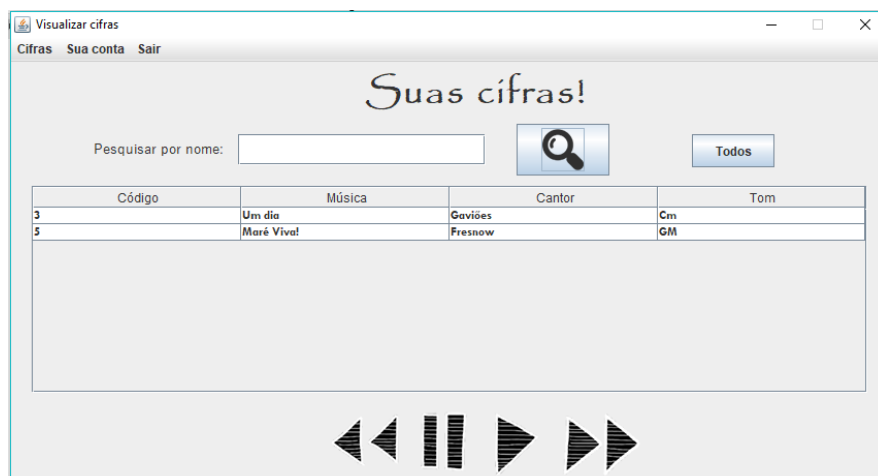 Visualizar cifras
Cifras Sua conta Sair
Suas cifras!
Pesquisar por nome: Todos
Código Música Cantor Tom
3 Um dia Gaviões Cm
5 Maré Viva! Fresnow GM